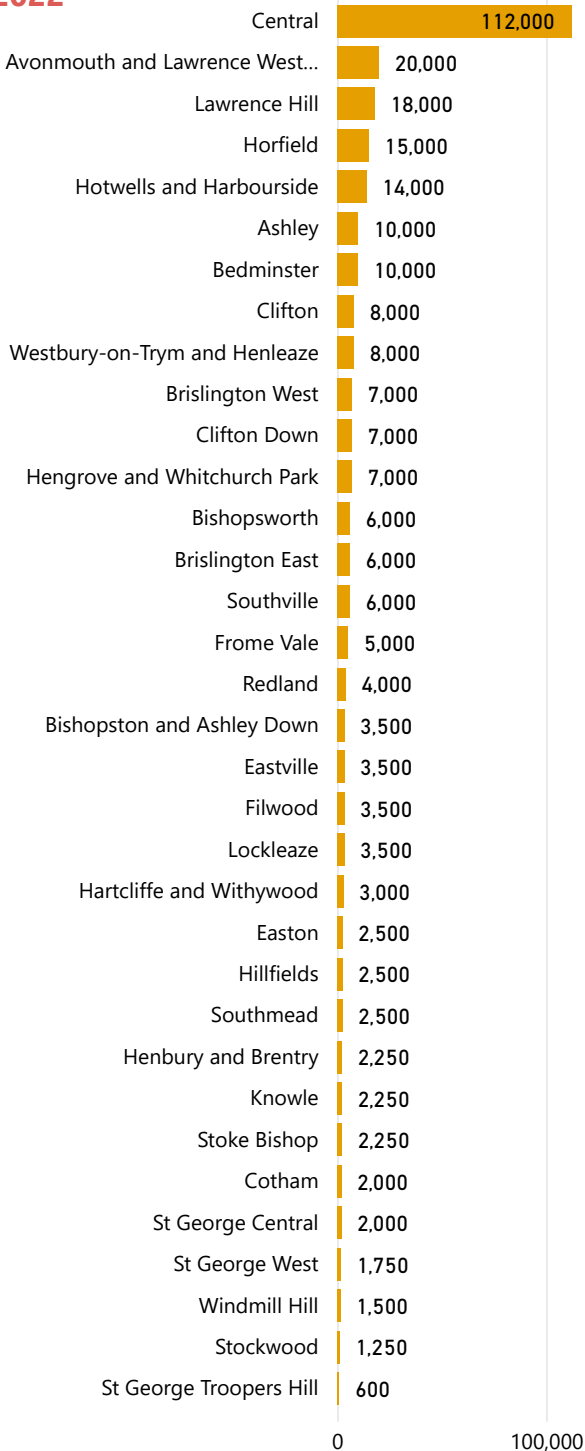 2022
Central 112,000
Avonmouth and Lawrence West... 20,000
Lawrence Hill 18,000
Horfield 15,000
Hotwells and Harbourside 14,000
Ashley 10,000
Bedminster 10,000
Clifton 8,000
Westbury-on-Trym and Henleaze 8,000
Brislington West 7,000
Clifton Down 7,000
Hengrove and Whitchurch Park 7,000
Bishopsworth 6,000
Brislington East 6,000
Southville 6,000
Frome Vale 5,000
Redland 4,000
Bishopston and Ashley Down 3,500
Eastville 3,500
Filwood 3,500
Lockleaze 3,500
Hartcliffe and Withywood 3,000
Easton 2,500
Hillfields 2,500
Southmead 2,500
Henbury and Brentry 2,250
Knowle 2,250
Stoke Bishop 2,250
Cotham 2,000
St George Central 2,000
St George West 1,750
Windmill Hill 1,500
Stockwood 1,250
St George Troopers Hill 600
0 100,000